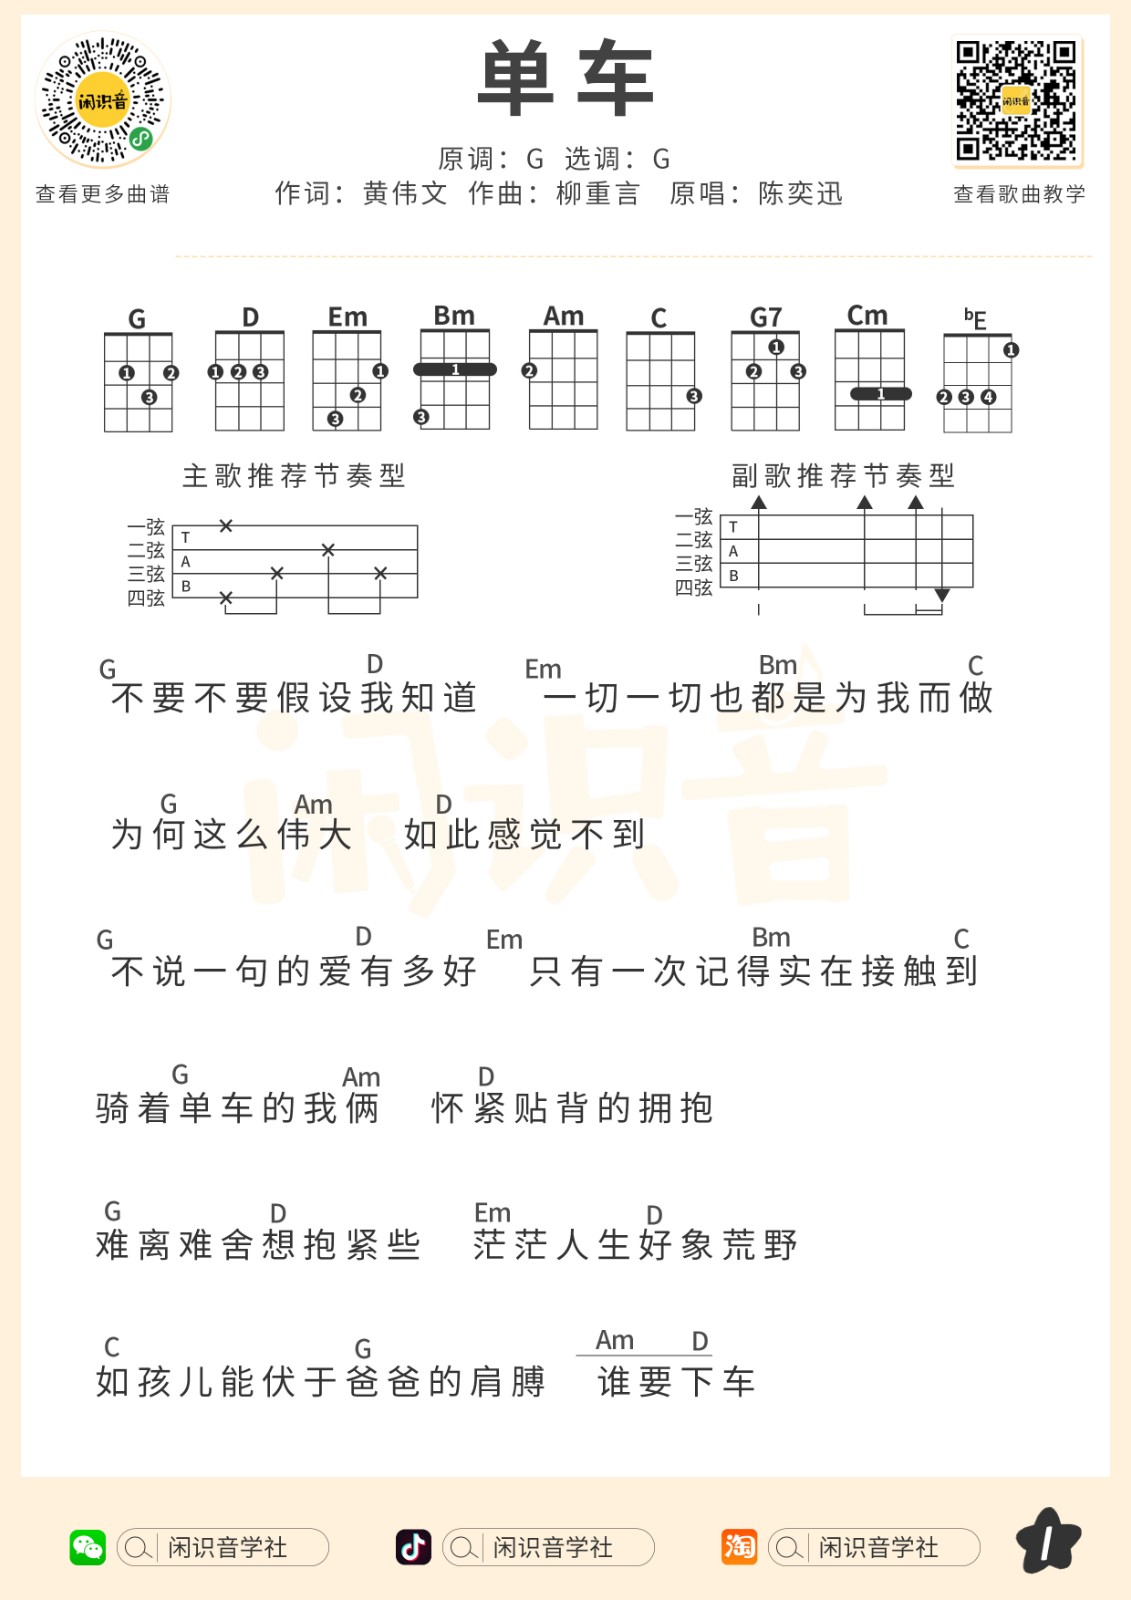 单车
闲识音
闲识音
原调：G 选调：G
查看更多曲谱
作词：黄伟文 作曲：柳重言 原唱：陈奕迅
查看歌曲教学
G D Em Bm Am C G7 Cm ᵇE
1 2 3
1 2 3
1 2 3
1 3
2
3
1 2 3
1
1 2 3 4
主歌推荐节奏型
副歌推荐节奏型
一弦
二弦
三弦
四弦
T
A
B
一弦
二弦
三弦
四弦
T
A
B
G D Em Bm C
不要不要假设我知道 一切一切也都是为我而做
闲识音
G Am D
为何这么伟大 如此感觉不到
G D Em Bm C
不说一句的爱有多好 只有一次记得实在接触到
G Am D
骑着单车的我俩 怀紧贴背的拥抱
G D Em D
难离难舍想抱紧些 茫茫人生好象荒野
C G Am D
如孩儿能伏于爸爸的肩膊 谁要下车
闲识音学社
闲识音学社
淘
闲识音学社
1